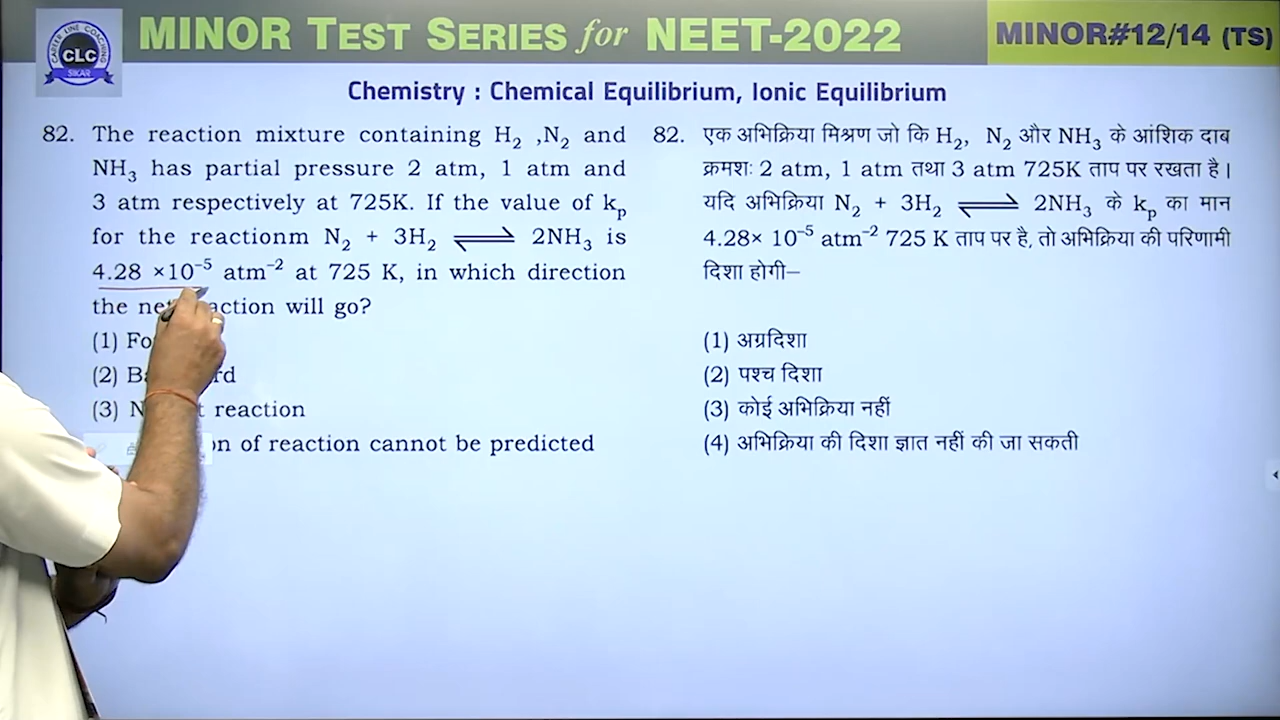 MINOR TEST SERIES for NEET-2022
MINOR#12/14 (TS)
CAREER LINE COACHING
CLC
SIKAR
Chemistry : Chemical Equilibrium, Ionic Equilibrium
82. The reaction mixture containing H₂ ,N₂ and
NH₃ has partial pressure 2 atm, 1 atm and
3 atm respectively at 725K. If the value of kₚ
for the reactionm N₂ + 3H₂ ⇌ 2NH₃ is
4.28 ×10⁻⁵ atm⁻² at 725 K, in which direction
the net action will go?
(1) Fo
(2) Ba rd
(3) N t reaction
on of reaction cannot be predicted
82. एक अभिक्रिया मिश्रण जो कि H₂, N₂ और NH₃ के आंशिक दाब
क्रमशः 2 atm, 1 atm तथा 3 atm 725K ताप पर रखता है।
यदि अभिक्रिया N₂ + 3H₂ ⇌ 2NH₃ के kₚ का मान
4.28× 10⁻⁵ atm⁻² 725 K ताप पर है, तो अभिक्रिया की परिणामी
दिशा होगी–
(1) अग्रदिशा
(2) पश्च दिशा
(3) कोई अभिक्रिया नहीं
(4) अभिक्रिया की दिशा ज्ञात नहीं की जा सकती